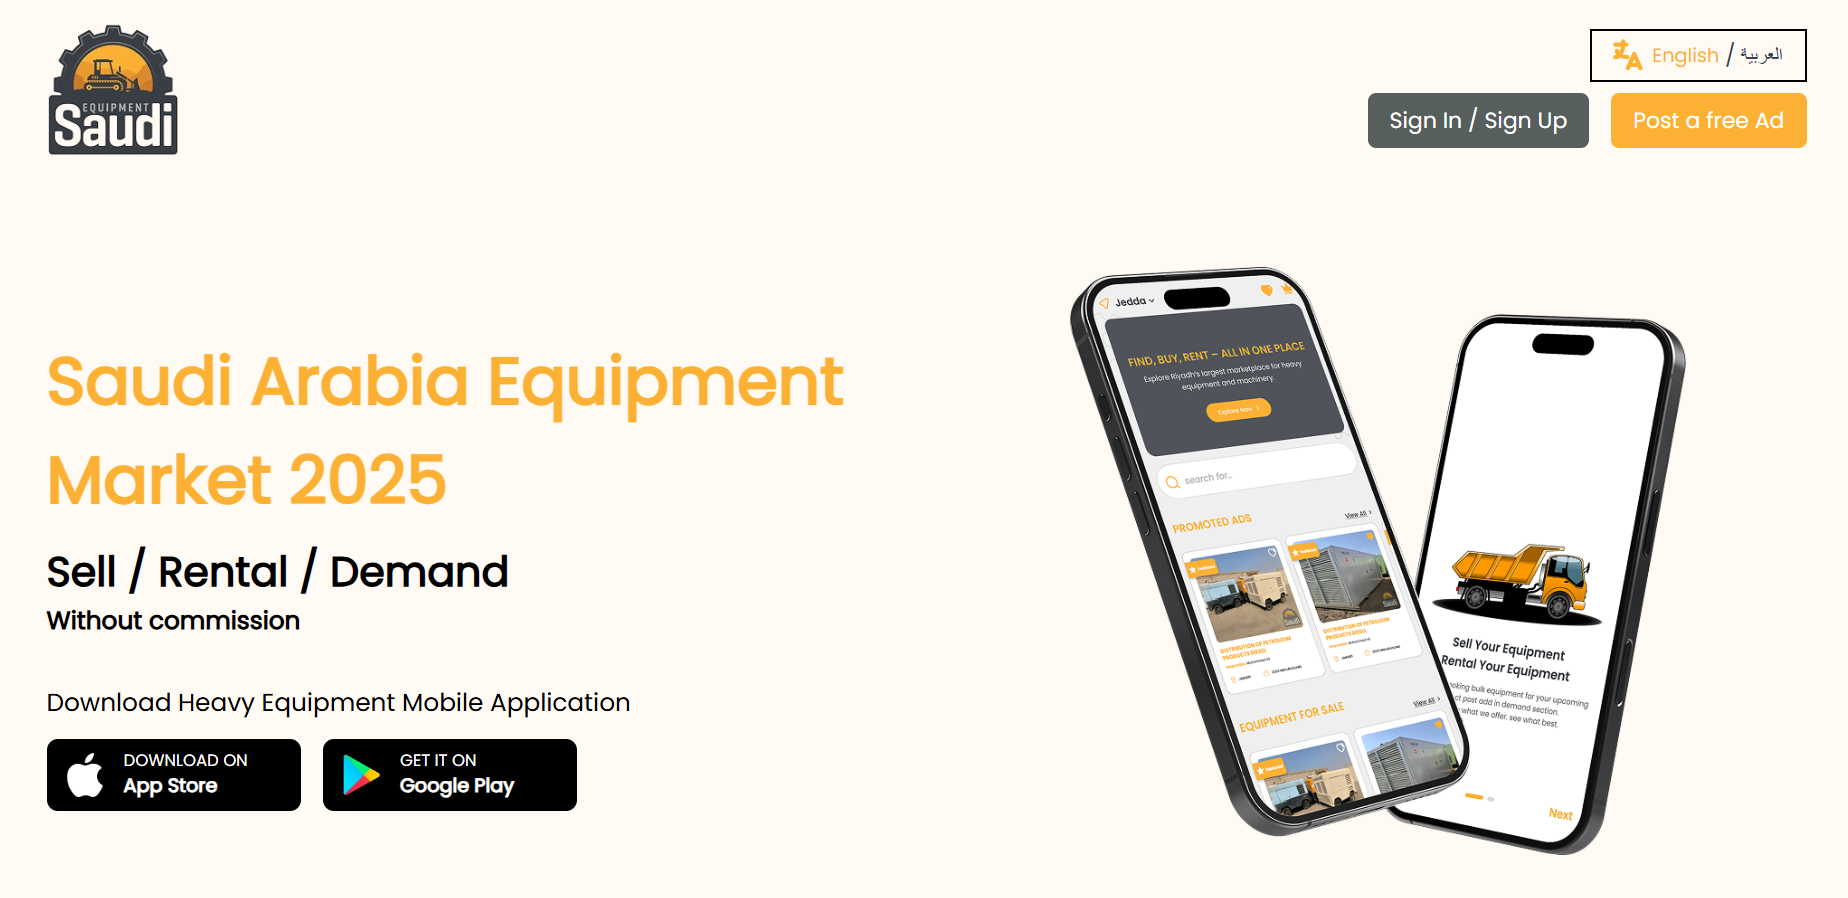 EQUIPMENT
Saudi
English / العربية
Sign In / Sign Up
Post a free Ad
Saudi Arabia Equipment
Market 2025
Sell / Rental / Demand
Without commission
Download Heavy Equipment Mobile Application
DOWNLOAD ON
App Store
GET IT ON
Google Play
Jedda
FIND, BUY, RENT – ALL IN ONE PLACE
Explore Riyadh's largest marketplace for heavy
equipment and machinery.
Explore Now
search for..
PROMOTED ADS
View All
Featured
Featured
DISTRIBUTION OF PETROLEUM
PRODUCTS DIESEL
DISTRIBUTION OF PETROLEUM
PRODUCTS DIESEL
EQUIPMENT FOR SALE
View All
Featured
Sell Your Equipment
Rental Your Equipment
bulk equipment for your upcoming
post add in demand section.
what we offer. see what best.
Next